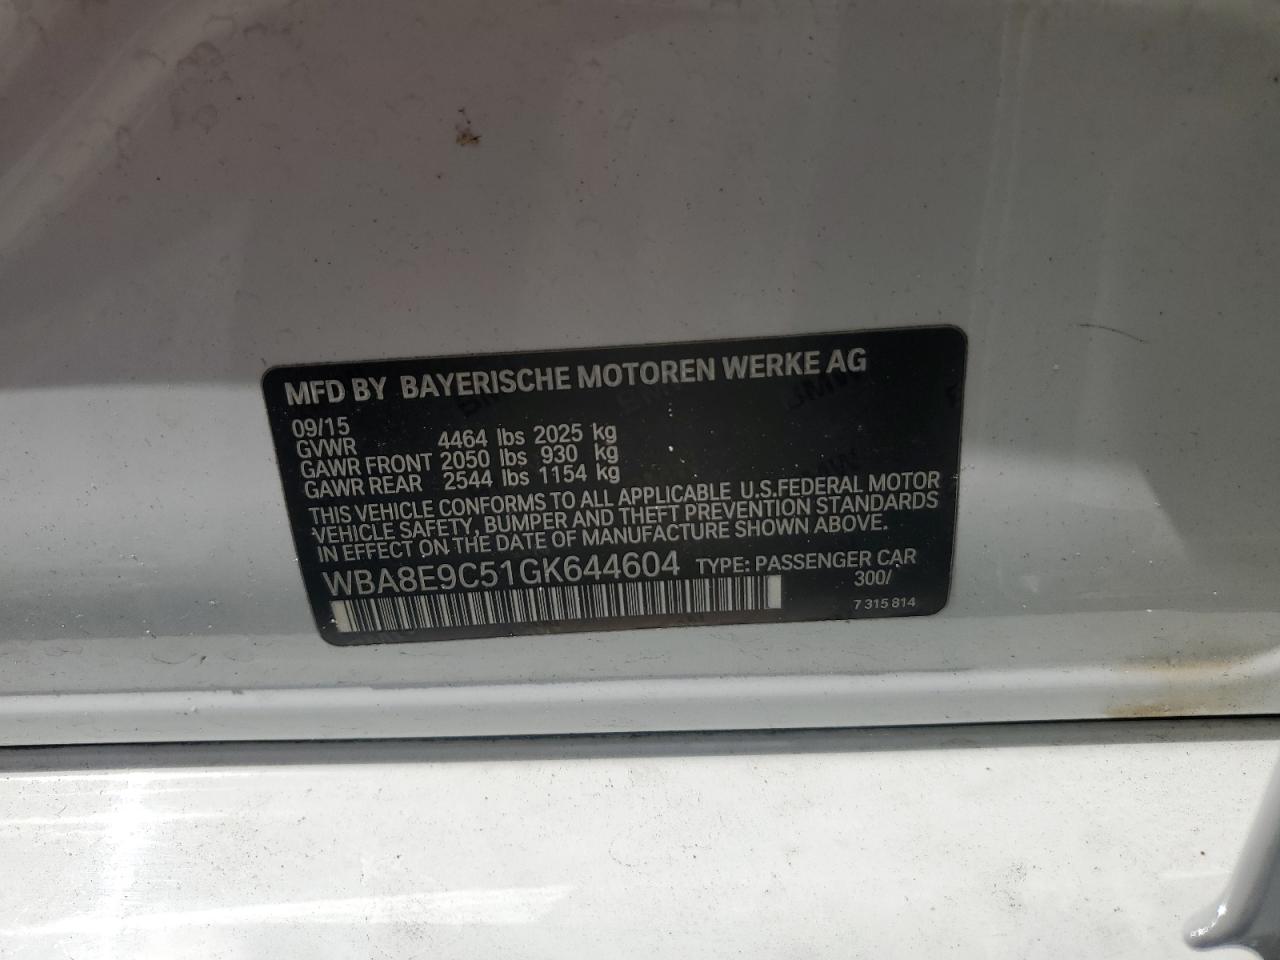 MFD BY BAYERISCHE MOTOREN WERKE AG
09/15
GVWR 4464 lbs 2025 kg
GAWR FRONT 2050 lbs 930 kg
GAWR REAR 2544 lbs 1154 kg
THIS VEHICLE CONFORMS TO ALL APPLICABLE U.S.FEDERAL MOTOR
VEHICLE SAFETY, BUMPER AND THEFT PREVENTION STANDARDS
IN EFFECT ON THE DATE OF MANUFACTURE SHOWN ABOVE.
WBA8E9C51GK644604 TYPE: PASSENGER CAR
300/
7 315 814